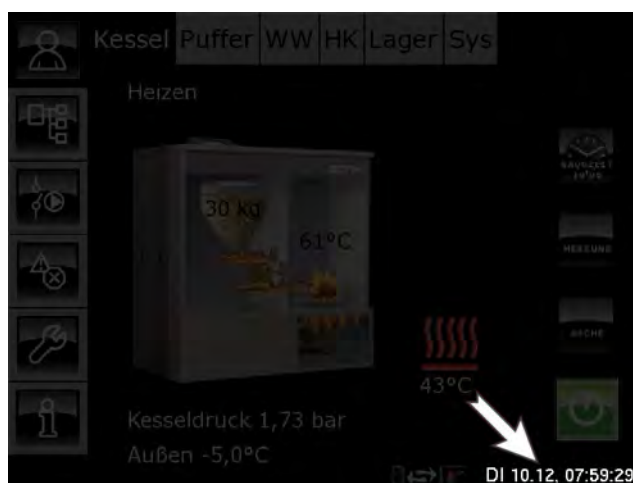 Kessel Puffer WW HK Lager Sys
Heizen
30 kg
61°C
MESSUNG
ASCHE
43°C
Kesseldruck 1,73 bar
Außen -5,0°C
DI 10.12. 07:59:29